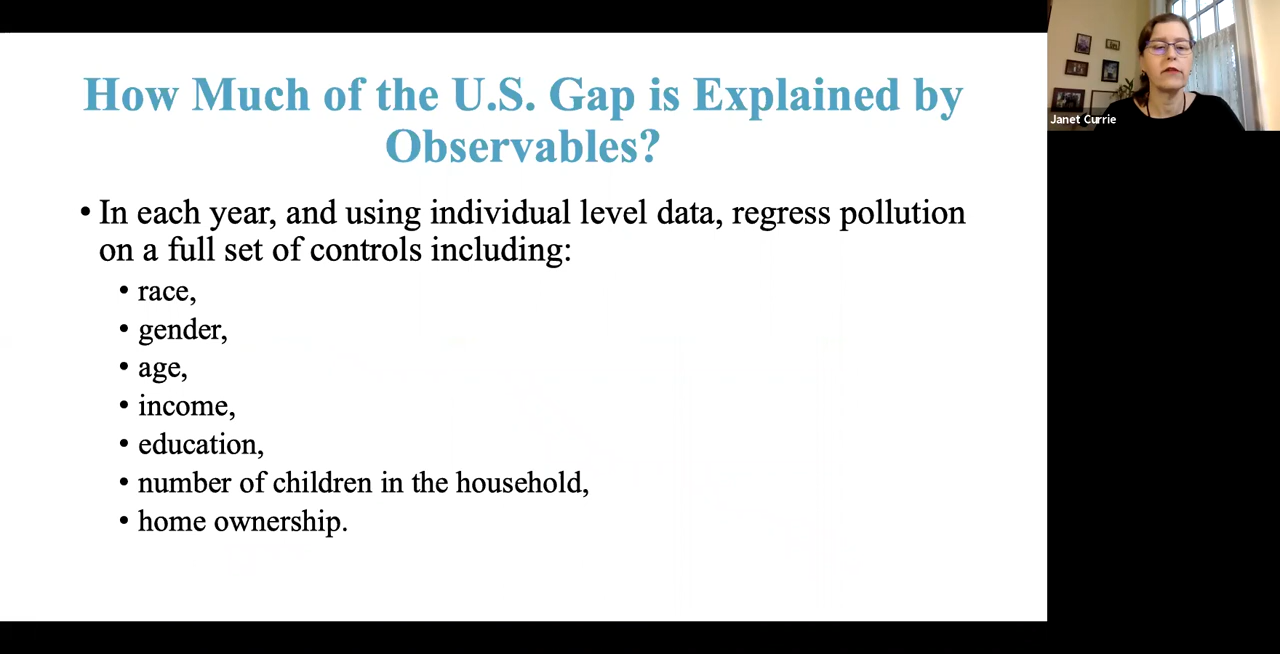 How Much of the U.S. Gap is Explained by
Observables?
• In each year, and using individual level data, regress pollution
on a full set of controls including:
• race,
• gender,
• age,
• income,
• education,
• number of children in the household,
• home ownership.
Janet Currie